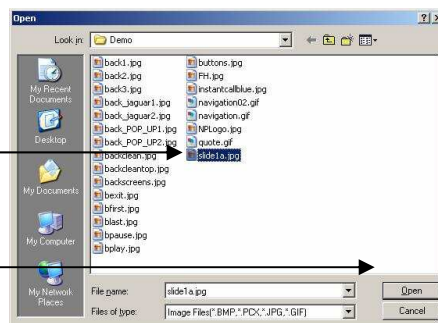 Open
Look in: Demo
My Recent
Documents
Desktop
My Documents
My Computer
My Network
Places
back1.jpg
back2.jpg
back3.jpg
back_jaguar1.jpg
back_jaguar2.jpg
back_POP_UP1.jpg
back_POP_UP2.jpg
backclean.jpg
backcleantop.jpg
backscreens.jpg
bexit.jpg
bfirst.jpg
blast.jpg
bpause.jpg
bplay.jpg
buttons.jpg
FH.jpg
instantcallblue.jpg
navigation02.gif
navigation.gif
NPLogo.jpg
quote.gif
slide1a.jpg
File name: slide1a.jpg Open
Files of type: Image Files(*.BMP,*.PCX,*.JPG,*.GIF) Cancel